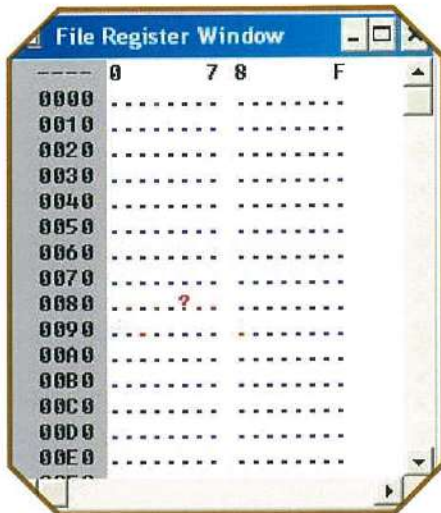 File Register Window
---- 0 7 8 F
0000 ........ ........
0010 ........ ........
0020 ........ ........
0030 ........ ........
0040 ........ ........
0050 ........ ........
0060 ........ ........
0070 ........ ........
0080 .....?.. ........
0090 ........ ........
00A0 ........ ........
00B0 ........ ........
00C0 ........ ........
00D0 ........ ........
00E0 ........ ........